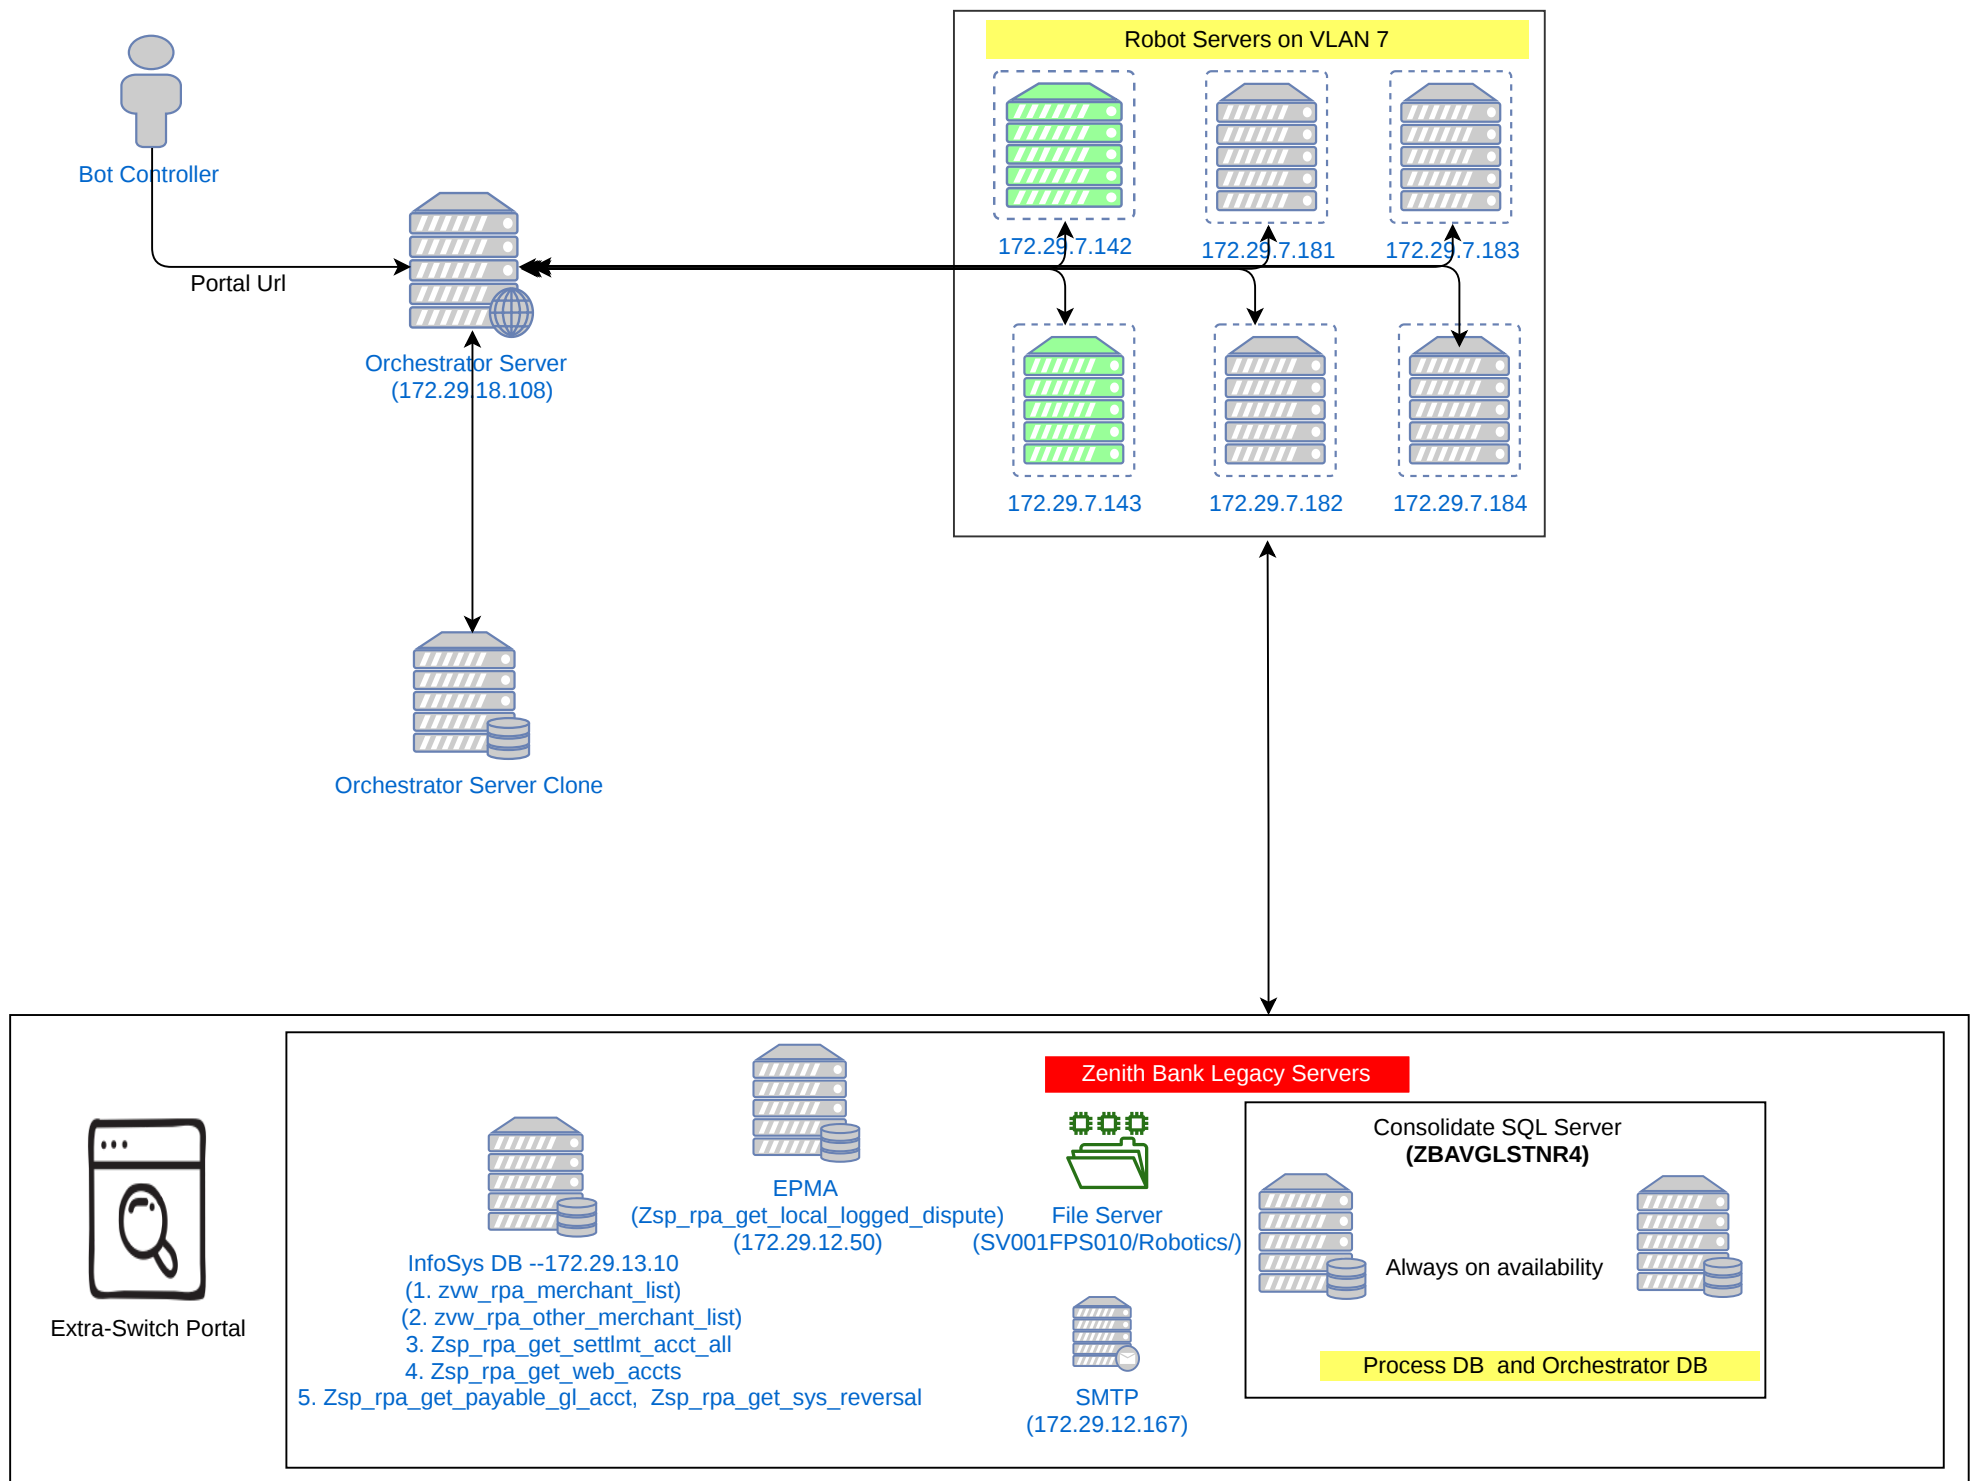 Robot Servers on VLAN 7
Bot Controller
172.29.7.142
172.29.7.181
172.29.7.183
Portal Url
Orchestrator Server
(172.29.18.108)
172.29.7.143
172.29.7.182
172.29.7.184
Orchestrator Server Clone
Zenith Bank Legacy Servers
Extra-Switch Portal
InfoSys DB --172.29.13.10
(1. zvw_rpa_merchant_list)
(2. zvw_rpa_other_merchant_list)
3. Zsp_rpa_get_settlmt_acct_all
4. Zsp_rpa_get_web_accts
5. Zsp_rpa_get_payable_gl_acct,  Zsp_rpa_get_sys_reversal
EPMA
(Zsp_rpa_get_local_logged_dispute)
(172.29.12.50)
File Server
(SV001FPS010/Robotics/)
SMTP
(172.29.12.167)
Consolidate SQL Server
(ZBAVGLSTNR4)
Always on availability
Process DB  and Orchestrator DB